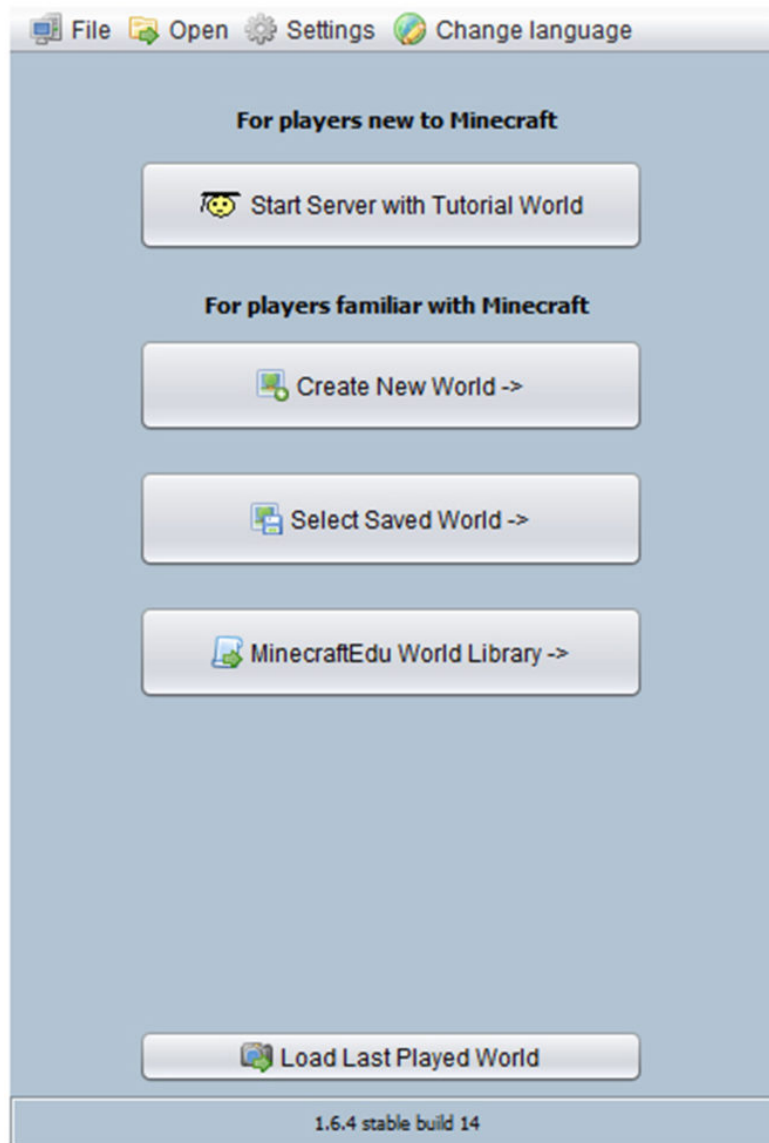 File Open Settings Change language
For players new to Minecraft
Start Server with Tutorial World
For players familiar with Minecraft
Create New World ->
Select Saved World ->
MinecraftEdu World Library ->
Load Last Played World
1.6.4 stable build 14